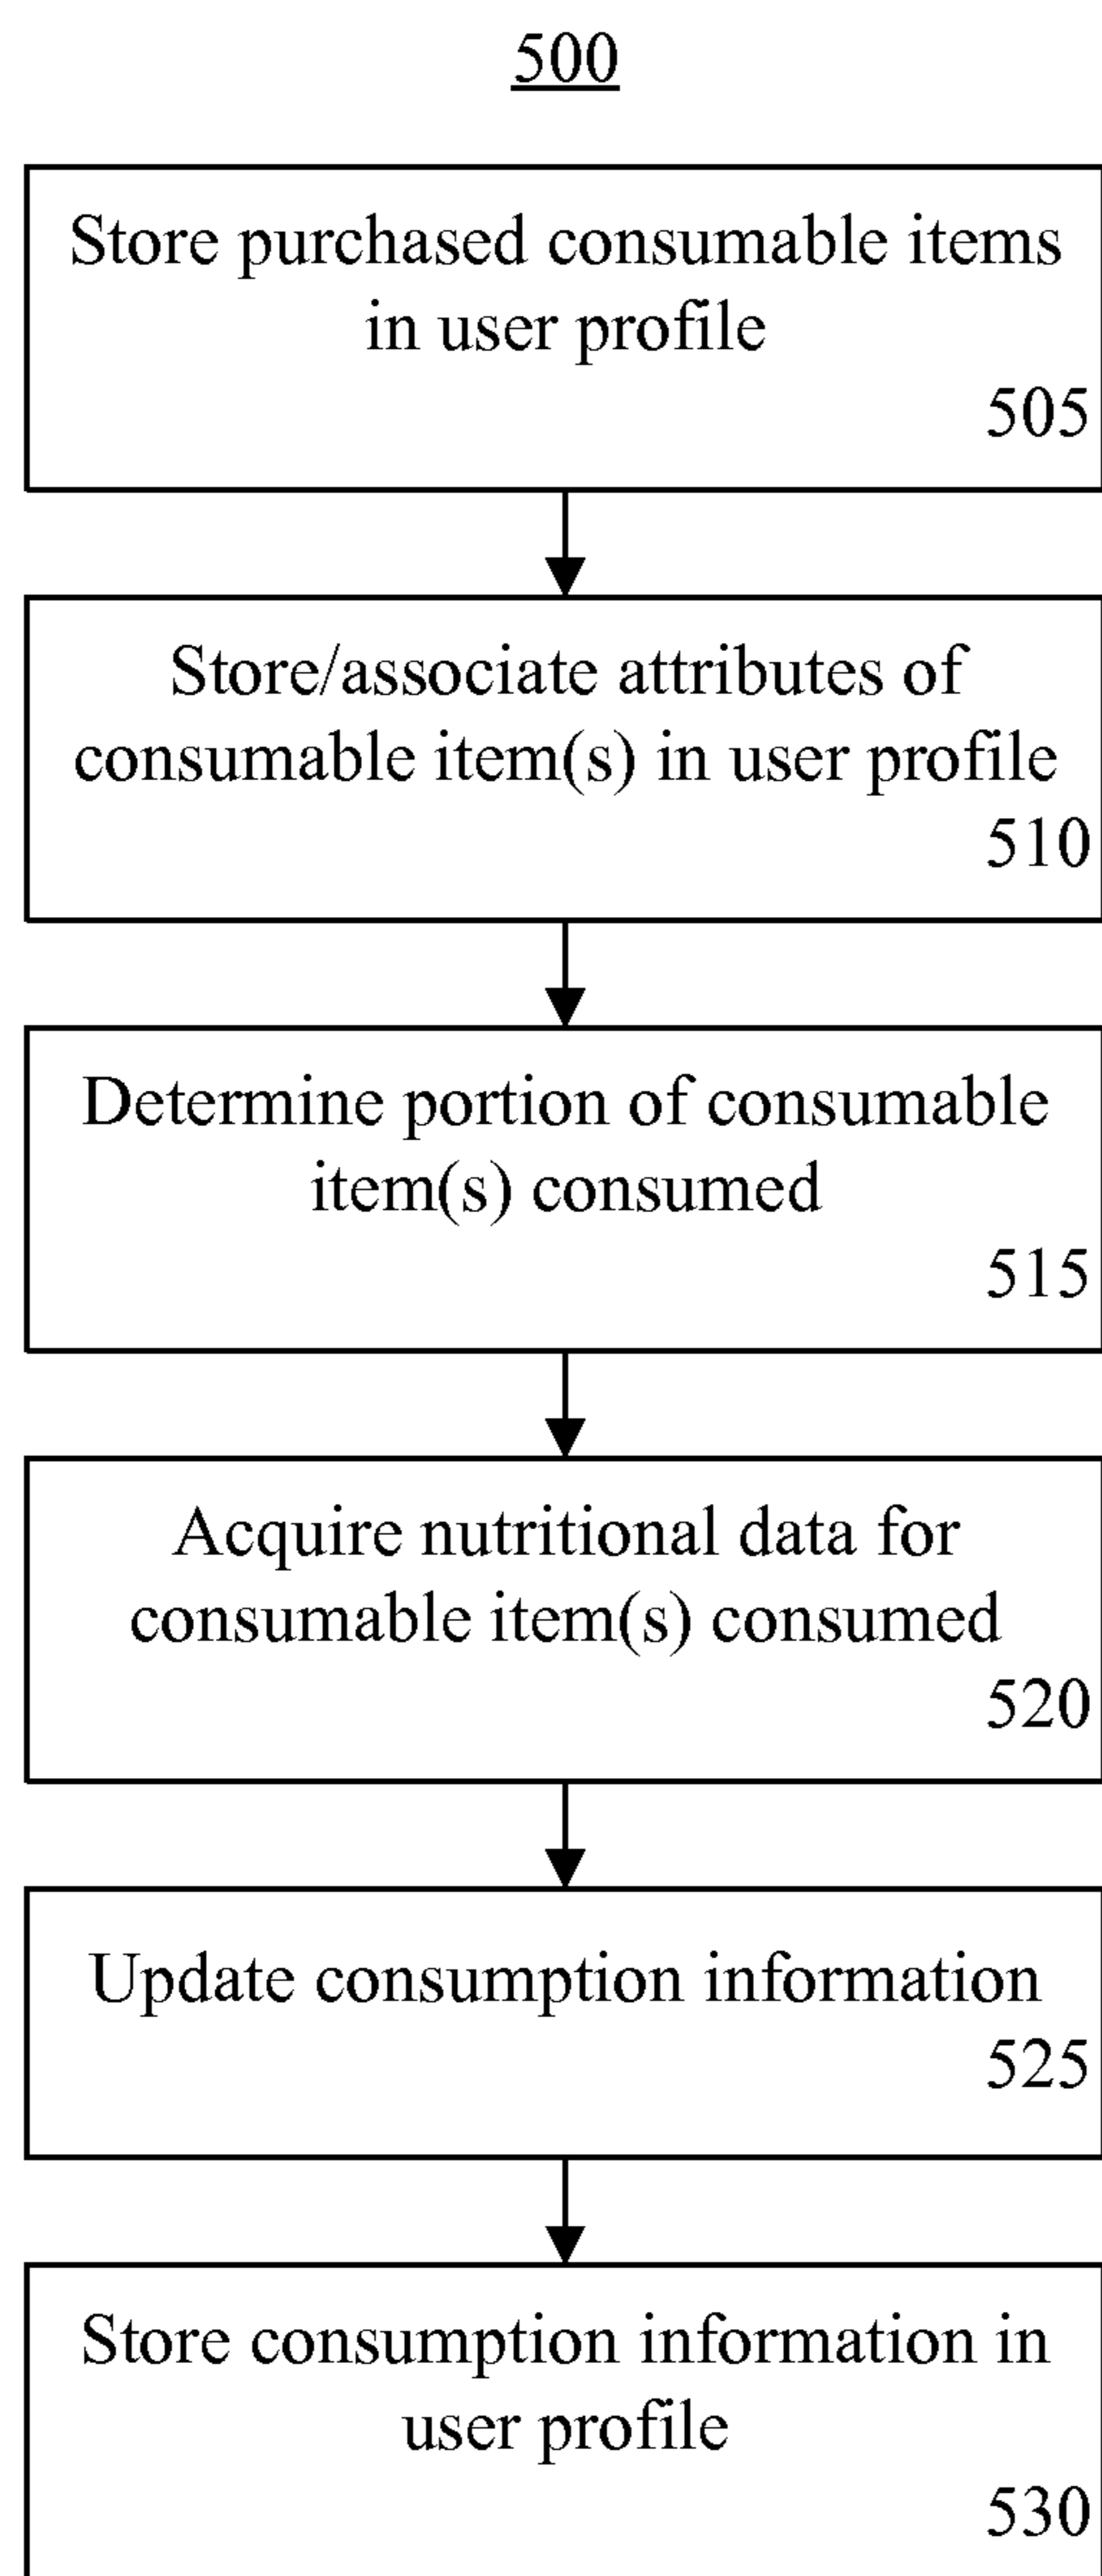 500
Store purchased consumable items
in user profile
505
Store/associate attributes of
consumable item(s) in user profile
510
Determine portion of consumable
item(s) consumed
515
Acquire nutritional data for
consumable item(s) consumed
520
Update consumption information
525
Store consumption information in
user profile
530